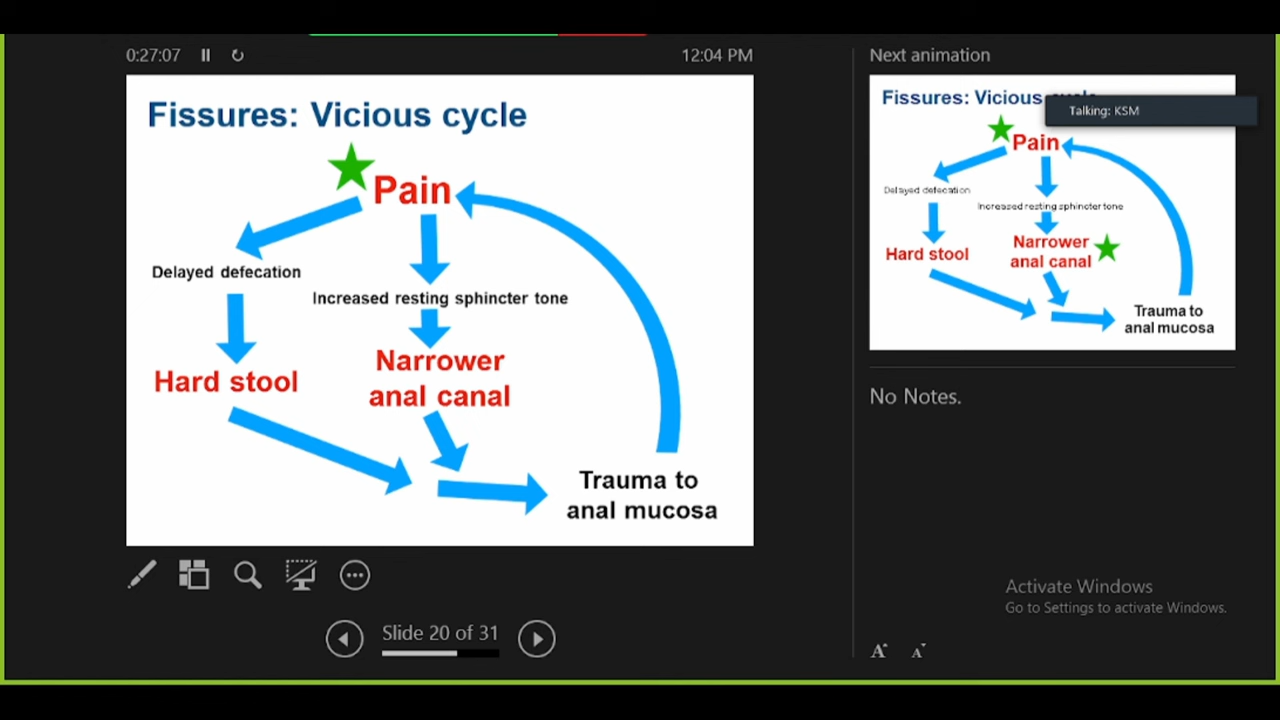 0:27:07
12:04 PM
Fissures: Vicious cycle
Pain
Delayed defecation
Increased resting sphincter tone
Hard stool
Narrower
anal canal
Trauma to
anal mucosa
Slide 20 of 31
Next animation
Fissures: Vicious
Talking: KSM
Pain
Delayed defecation
Increased resting sphincter tone
Hard stool
Narrower
anal canal
Trauma to
anal mucosa
No Notes.
Activate Windows
Go to Settings to activate Windows.
A
A